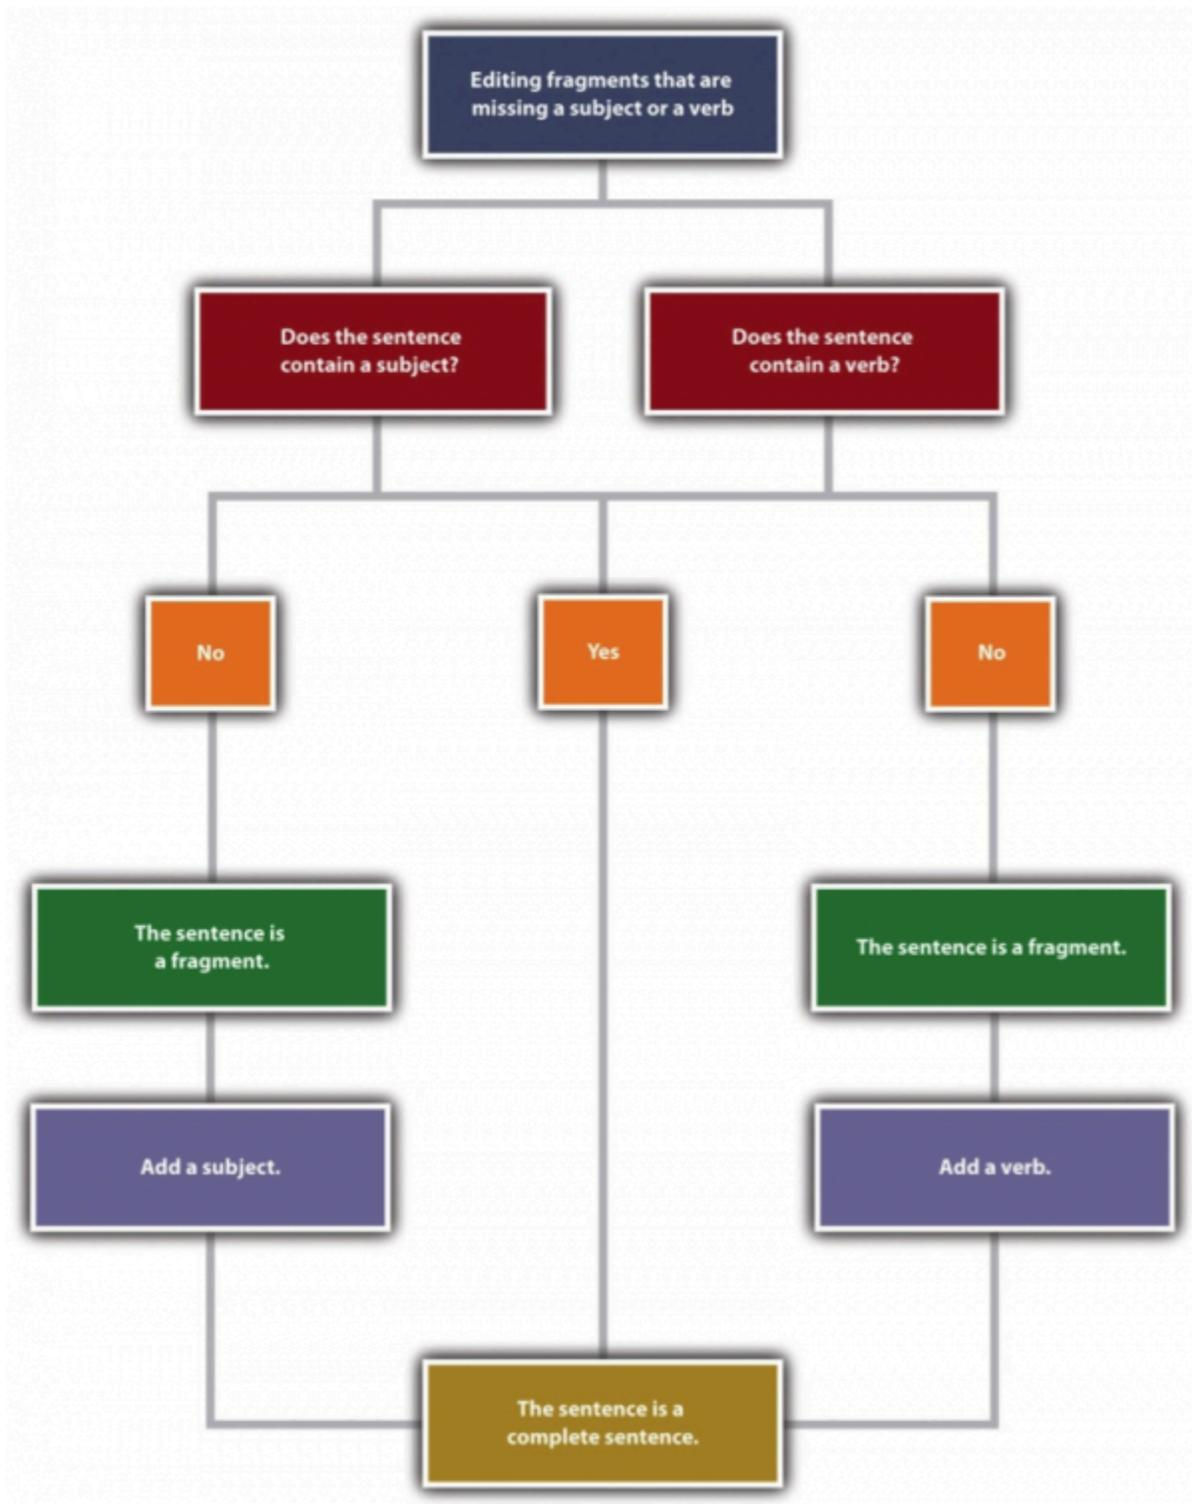 Editing fragments that are
missing a subject or a verb
Does the sentence
contain a subject?
Does the sentence
contain a verb?
No
Yes
No
The sentence is
a fragment.
The sentence is a fragment.
Add a subject.
Add a verb.
The sentence is a
complete sentence.